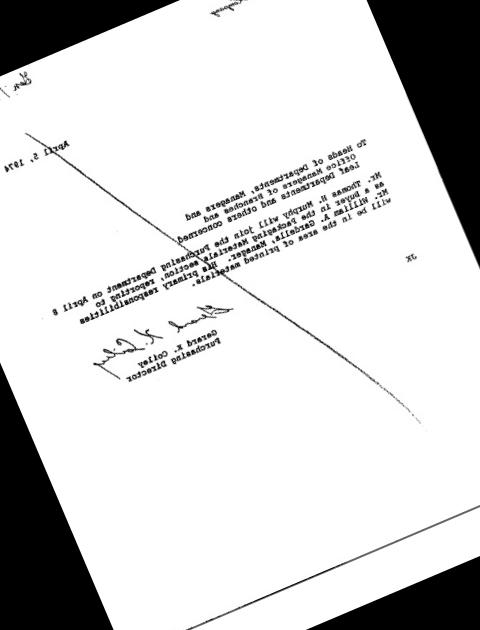 April 5, 1974
To Heads of Departments, Managers and
Office Managers of Branches and
Leaf Departments and others concerned
Mr. Thomas H. Murphy will join the Purchasing Department on April 8
as a buyer in the Packaging Materials section, reporting to
Mr. William A. Gardella, Manager. His primary responsibilities
will be in the area of printed materials.
Gerard K. Colley
Purchasing Director
JK